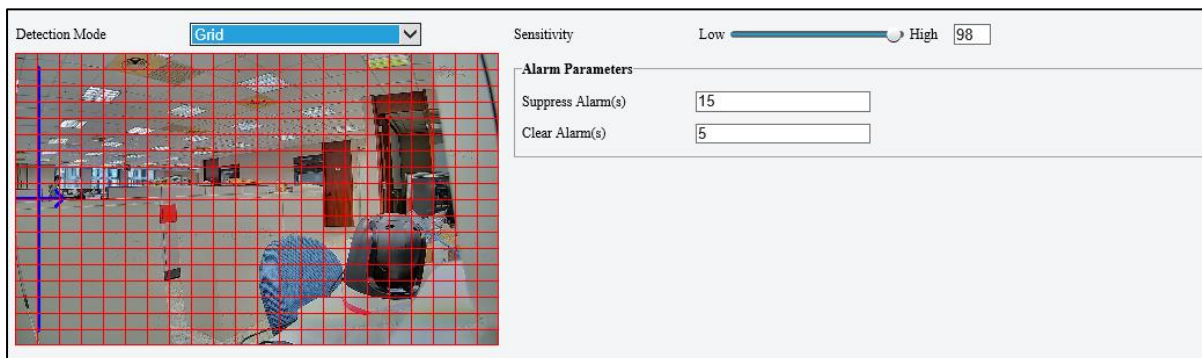 Detection Mode Grid Sensitivity Low High 98
Alarm Parameters
Suppress Alarm(s) 15
Clear Alarm(s) 5